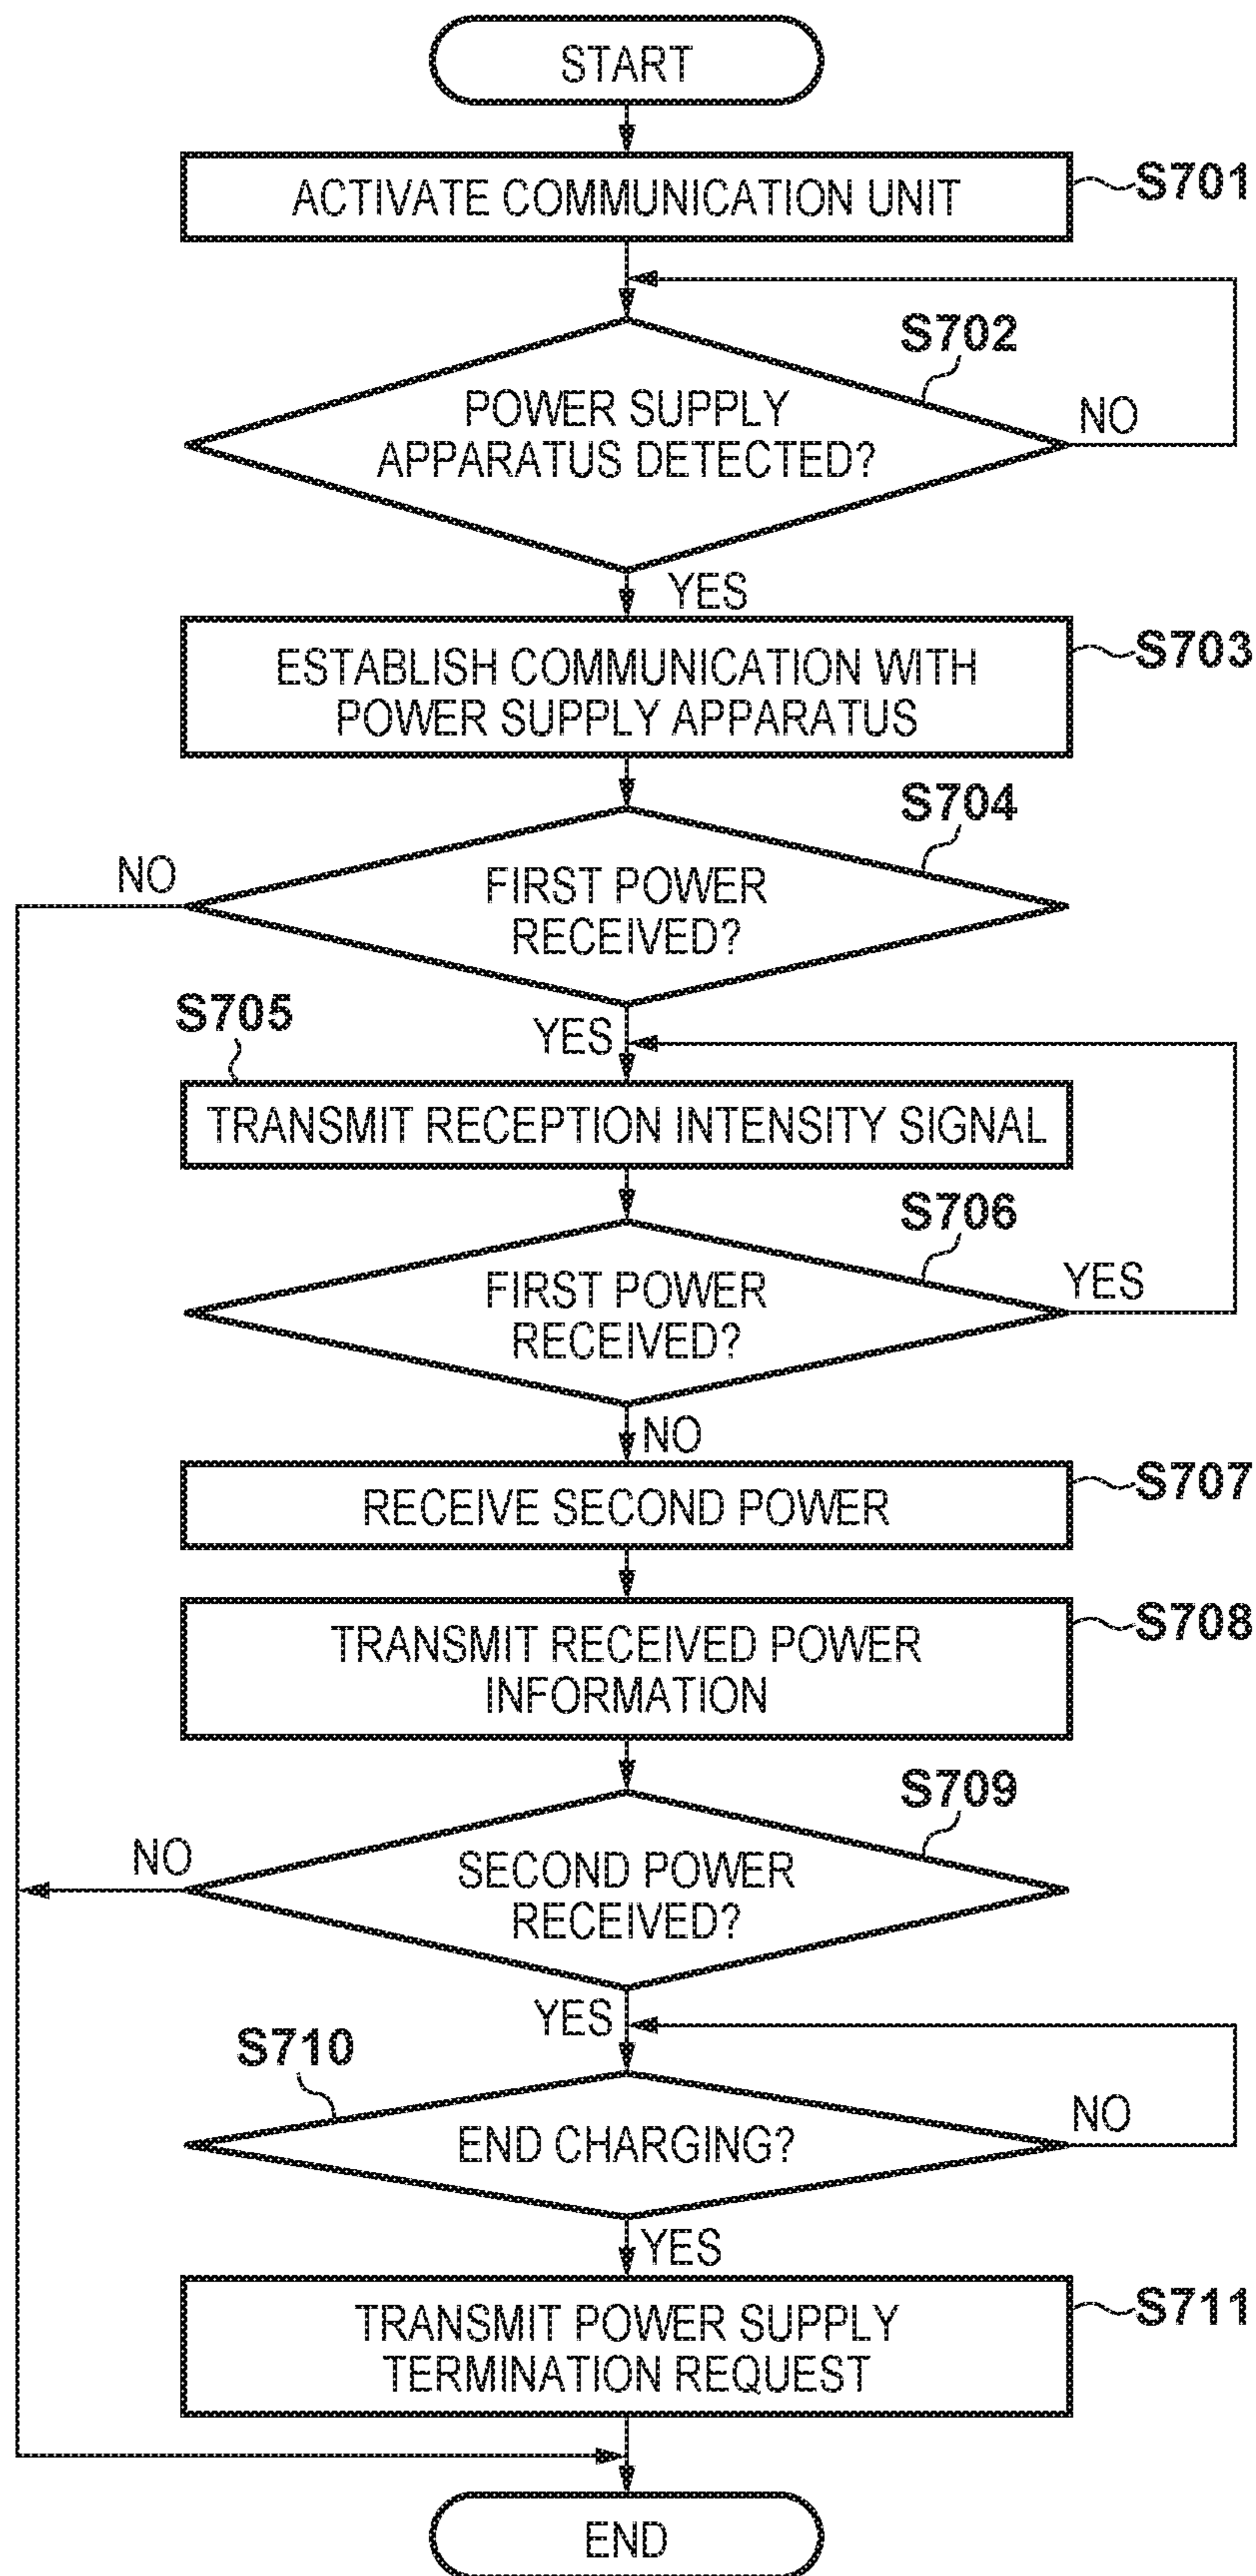 START
ACTIVATE COMMUNICATION UNIT
S701
S702
POWER SUPPLY
APPARATUS DETECTED?
NO
YES
ESTABLISH COMMUNICATION WITH
POWER SUPPLY APPARATUS
S703
S704
NO
FIRST POWER
RECEIVED?
S705
YES
TRANSMIT RECEPTION INTENSITY SIGNAL
S706
FIRST POWER
RECEIVED?
YES
NO
RECEIVE SECOND POWER
S707
TRANSMIT RECEIVED POWER
INFORMATION
S708
S709
NO
SECOND POWER
RECEIVED?
YES
S710
END CHARGING?
NO
YES
TRANSMIT POWER SUPPLY
TERMINATION REQUEST
S711
END